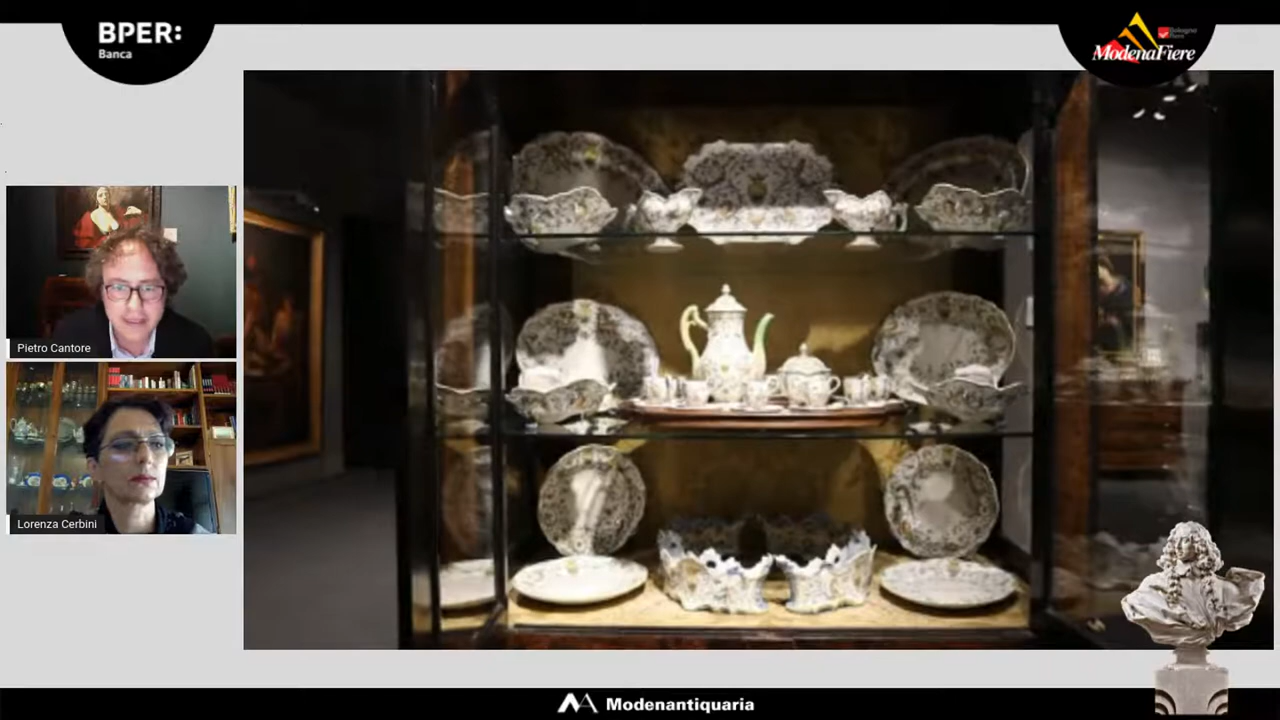 BPER:
Banca
ModenaFiere
Pietro Cantore
Lorenza Cerbini
Modenantiquaria